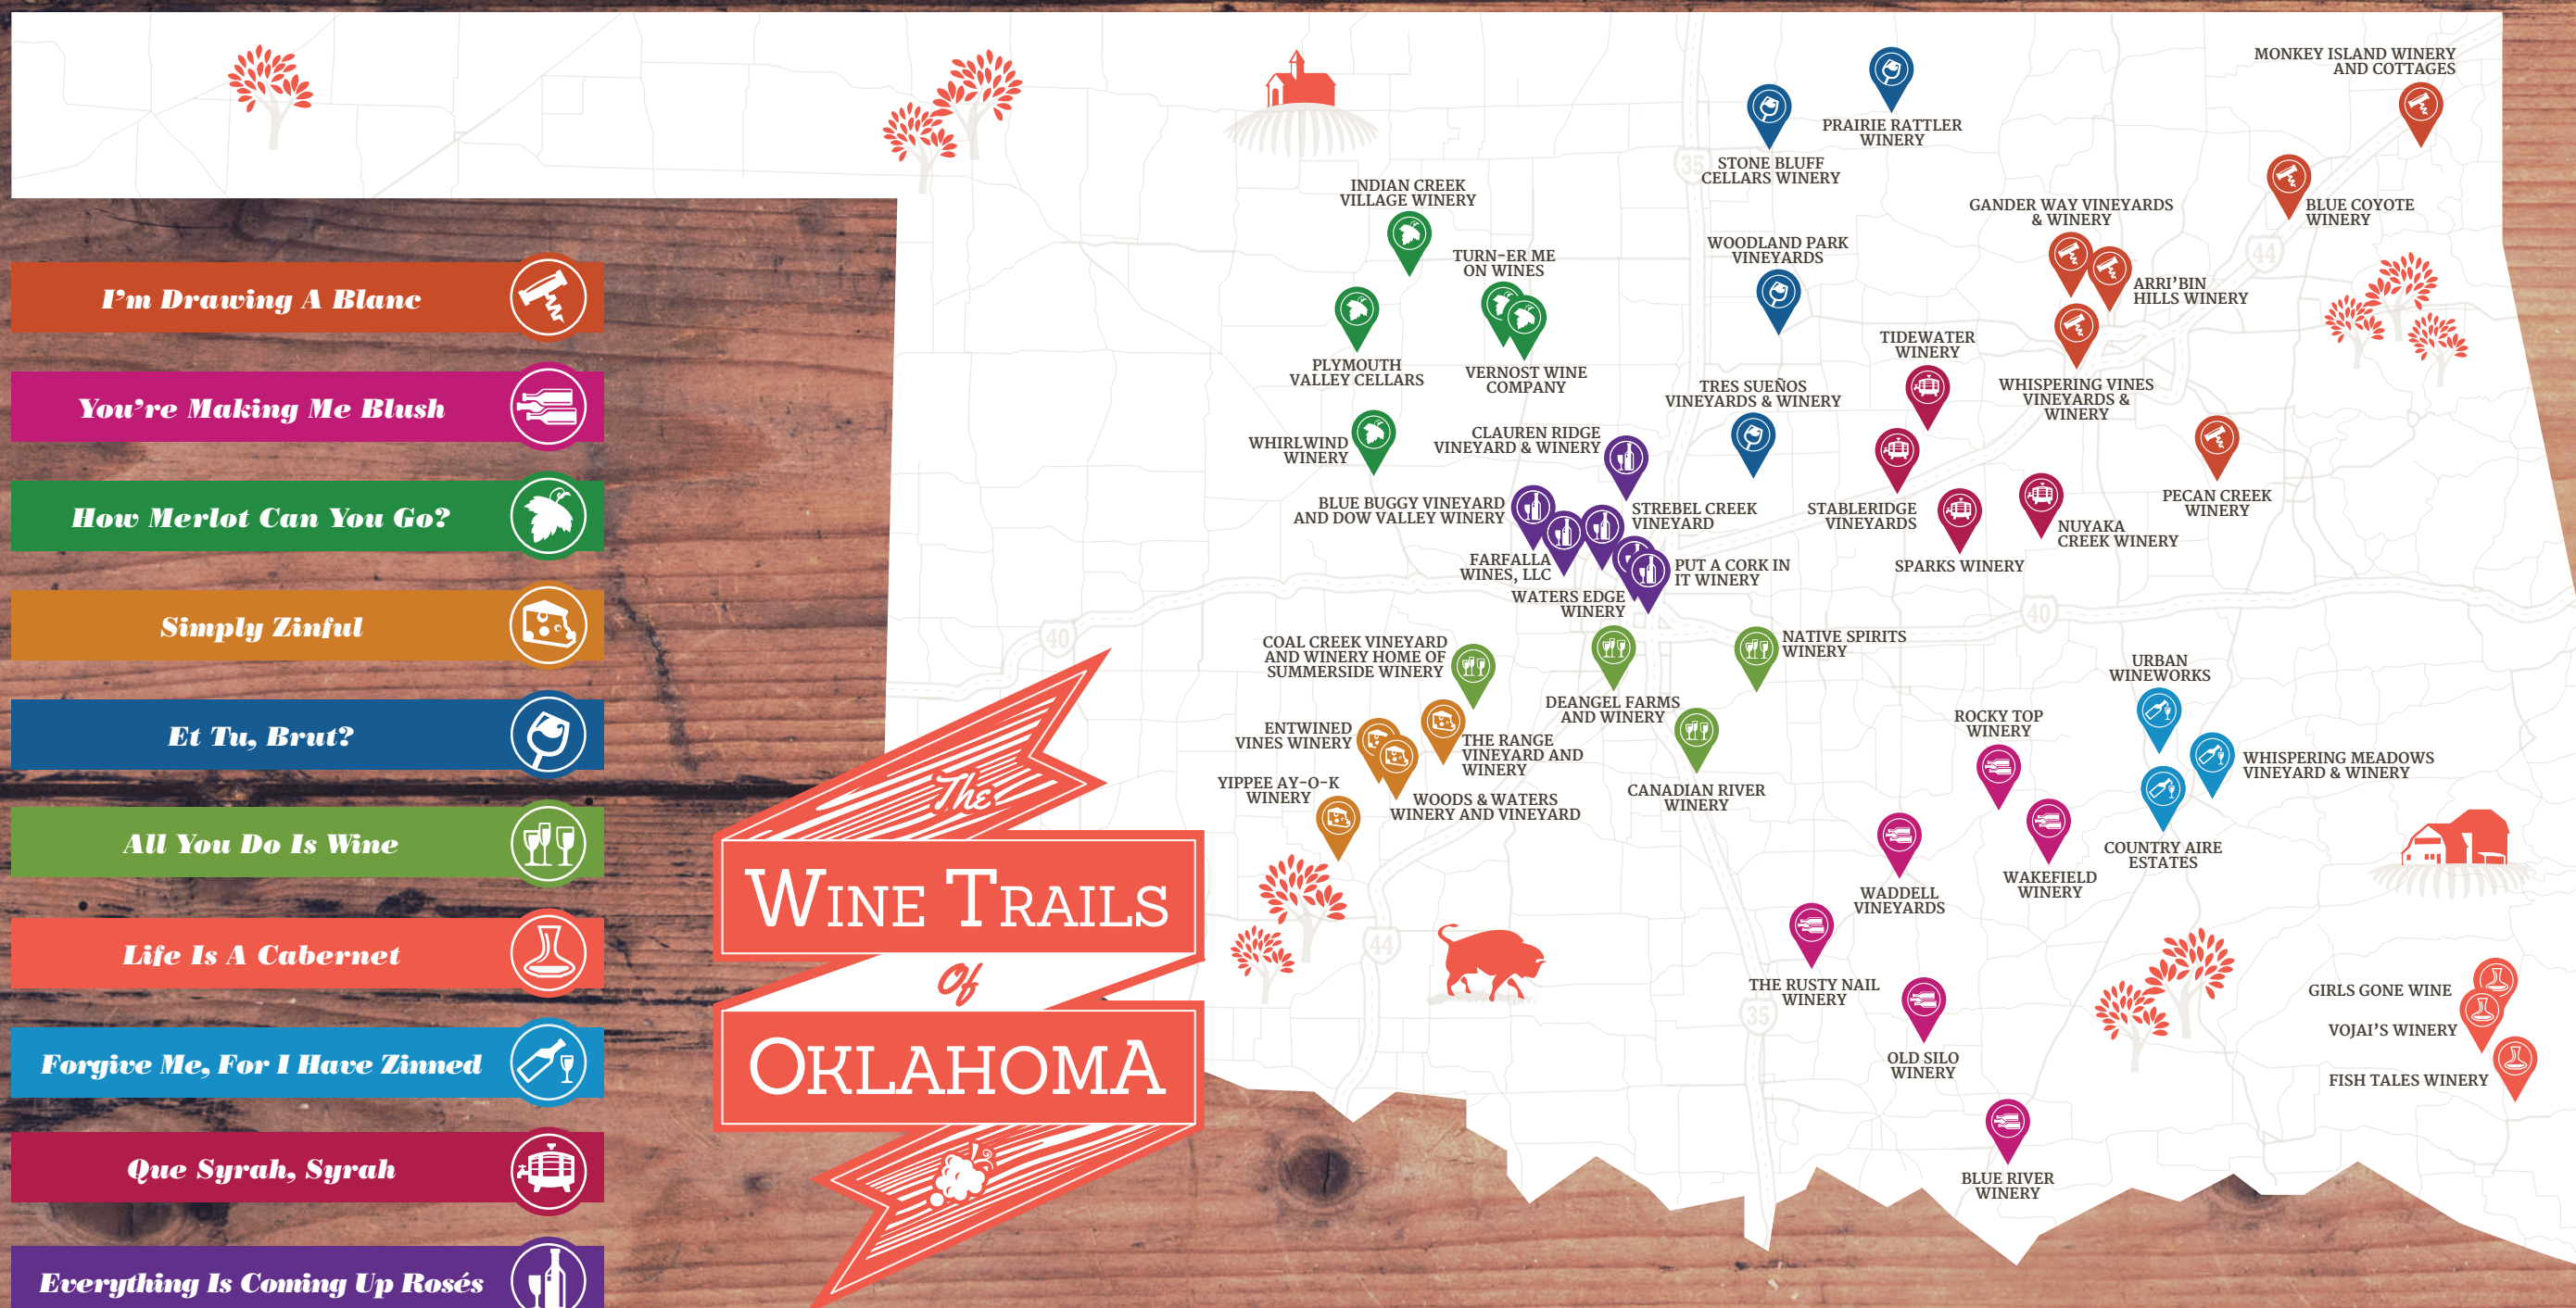 I'm Drawing A Blanc
You're Making Me Blush
How Merlot Can You Go?
Simply Zinful
Et Tu, Brut?
All You Do Is Wine
Life Is A Cabernet
Forgive Me, For I Have Zinned
Que Syrah, Syrah
Everything Is Coming Up Rosés
The
WINE TRAILS
Of
OKLAHOMA
MONKEY ISLAND WINERY
AND COTTAGES
PRAIRIE RATTLER
WINERY
STONE BLUFF
CELLARS WINERY
35
INDIAN CREEK
VILLAGE WINERY
GANDER WAY VINEYARDS
& WINERY
BLUE COYOTE
WINERY
44
WOODLAND PARK
VINEYARDS
TURN-ER ME
ON WINES
ARRI'BIN
HILLS WINERY
TIDEWATER
WINERY
PLYMOUTH
VALLEY CELLARS
VERNOST WINE
COMPANY
TRES SUEÑOS
VINEYARDS & WINERY
WHISPERING VINES
VINEYARDS &
WINERY
WHIRLWIND
WINERY
CLAUREN RIDGE
VINEYARD & WINERY
BLUE BUGGY VINEYARD
AND DOW VALLEY WINERY
STREBEL CREEK
VINEYARD
STABLERIDGE
VINEYARDS
PECAN CREEK
WINERY
NUYAKA
CREEK WINERY
SPARKS WINERY
FARFALLA
WINES, LLC
PUT A CORK IN
IT WINERY
WATERS EDGE
WINERY
40
40
COAL CREEK VINEYARD
AND WINERY HOME OF
SUMMERSIDE WINERY
NATIVE SPIRITS
WINERY
URBAN
WINEWORKS
DEANGEL FARMS
AND WINERY
ROCKY TOP
WINERY
ENTWINED
VINES WINERY
THE RANGE
VINEYARD AND
WINERY
WHISPERING MEADOWS
VINEYARD & WINERY
YIPPEE AY-O-K
WINERY
WOODS & WATERS
WINERY AND VINEYARD
CANADIAN RIVER
WINERY
COUNTRY AIRE
ESTATES
WAKEFIELD
WINERY
WADDELL
VINEYARDS
44
THE RUSTY NAIL
WINERY
35
GIRLS GONE WINE
VOJAI'S WINERY
OLD SILO
WINERY
FISH TALES WINERY
BLUE RIVER
WINERY